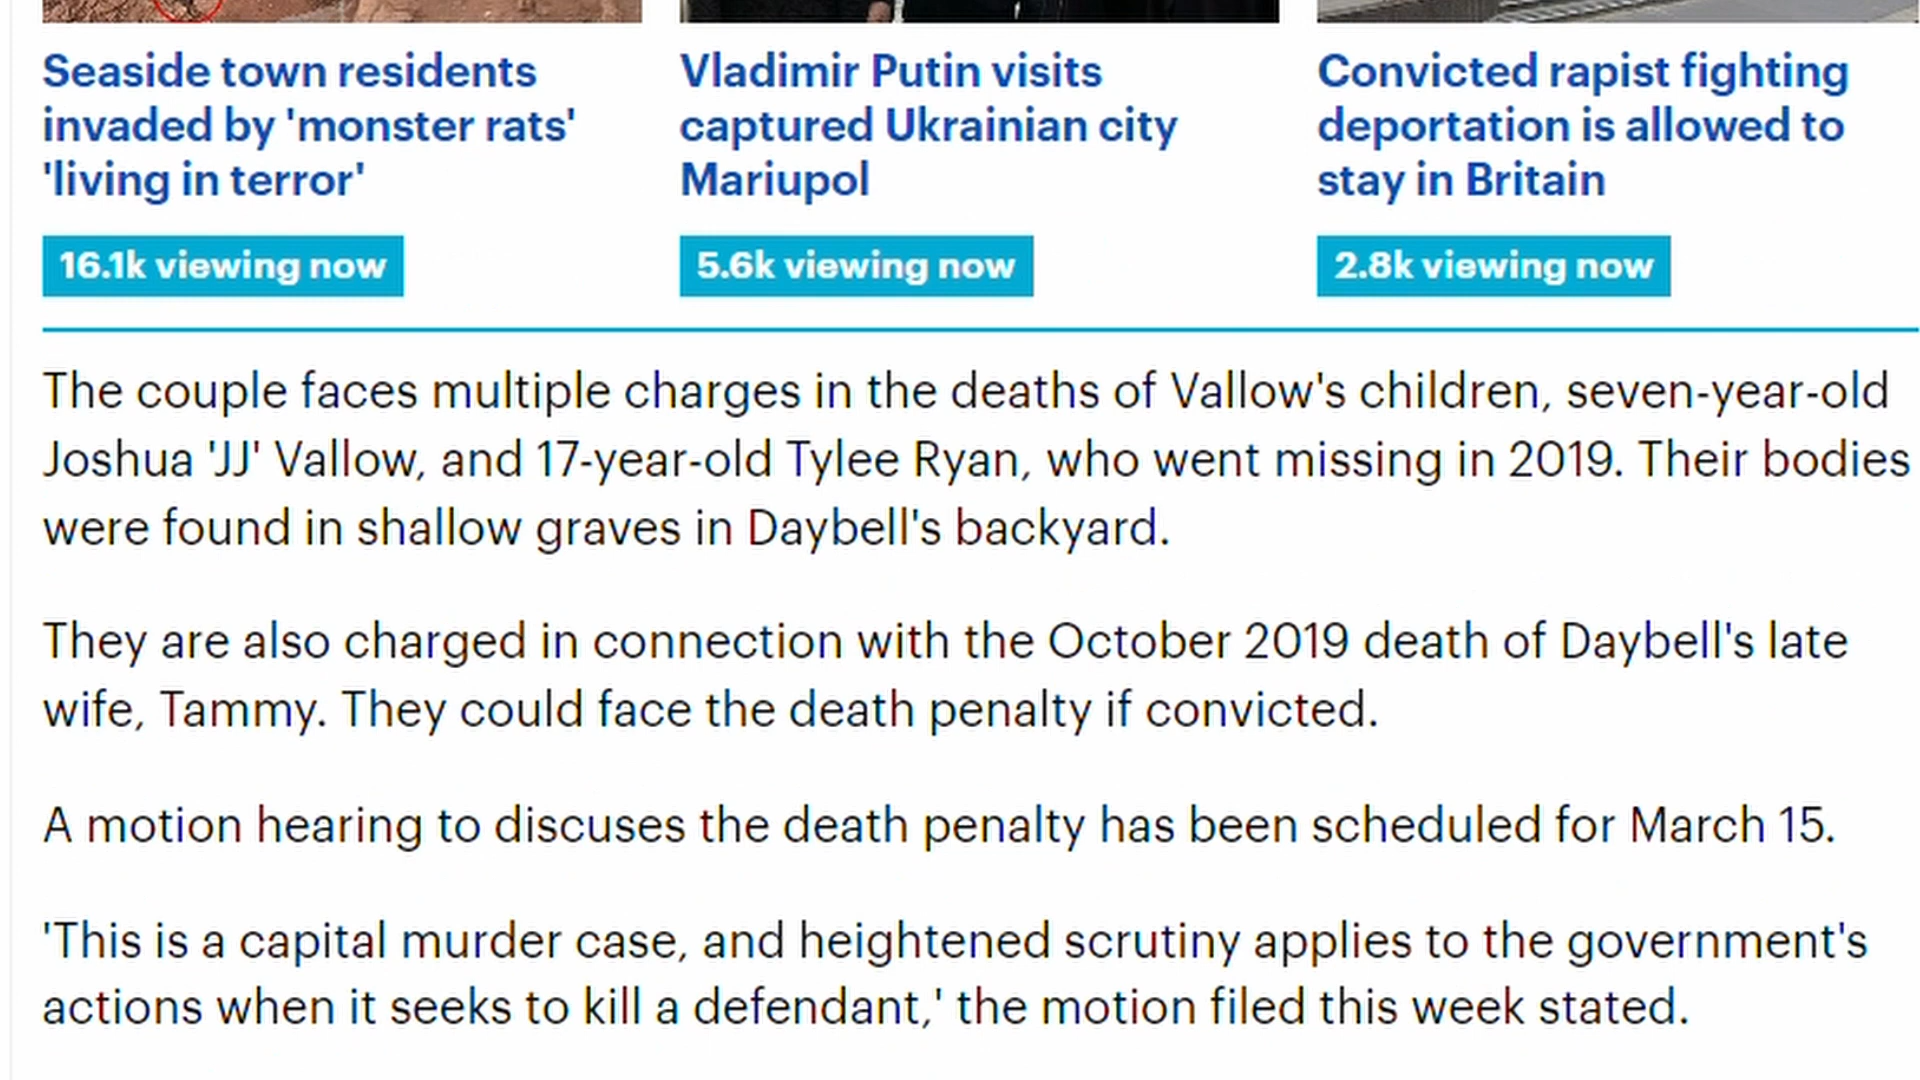 Seaside town residents
invaded by 'monster rats'
'living in terror'
16.1k viewing now
Vladimir Putin visits
captured Ukrainian city
Mariupol
5.6k viewing now
Convicted rapist fighting
deportation is allowed to
stay in Britain
2.8k viewing now
The couple faces multiple charges in the deaths of Vallow's children, seven-year-old
Joshua 'JJ' Vallow, and 17-year-old Tylee Ryan, who went missing in 2019. Their bodies
were found in shallow graves in Daybell's backyard.
They are also charged in connection with the October 2019 death of Daybell's late
wife, Tammy. They could face the death penalty if convicted.
A motion hearing to discuses the death penalty has been scheduled for March 15.
'This is a capital murder case, and heightened scrutiny applies to the government's
actions when it seeks to kill a defendant,' the motion filed this week stated.